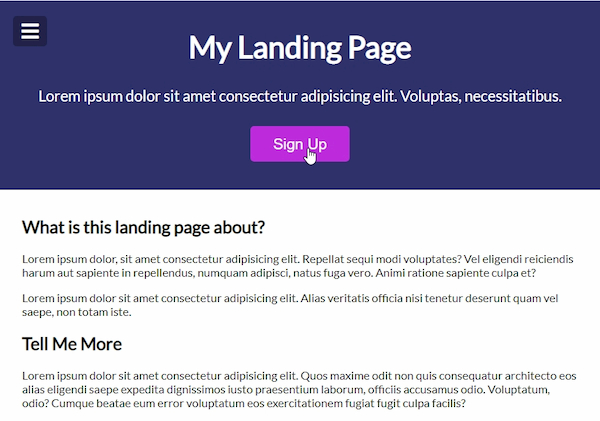 My Landing Page
Lorem ipsum dolor sit amet consectetur adipisicing elit. Voluptas, necessitatibus.
Sign Up
What is this landing page about?
Lorem ipsum dolor, sit amet consectetur adipisicing elit. Repellat sequi modi voluptates? Vel eligendi reiciendis
harum aut sapiente in repellendus, numquam adipisci, natus fuga vero. Animi ratione sapiente culpa et?
Lorem ipsum dolor sit amet consectetur adipisicing elit. Alias veritatis officia nisi tenetur deserunt quam vel
saepe, non totam iste.
Tell Me More
Lorem ipsum dolor sit amet consectetur adipisicing elit. Quos maxime odit non quis consequatur architecto eos
alias eligendi saepe expedita dignissimos iusto praesentium laborum, officiis accusamus odio. Voluptatum,
odio? Cumque beatae eum error voluptatum eos exercitationem fugiat fugit culpa facilis?